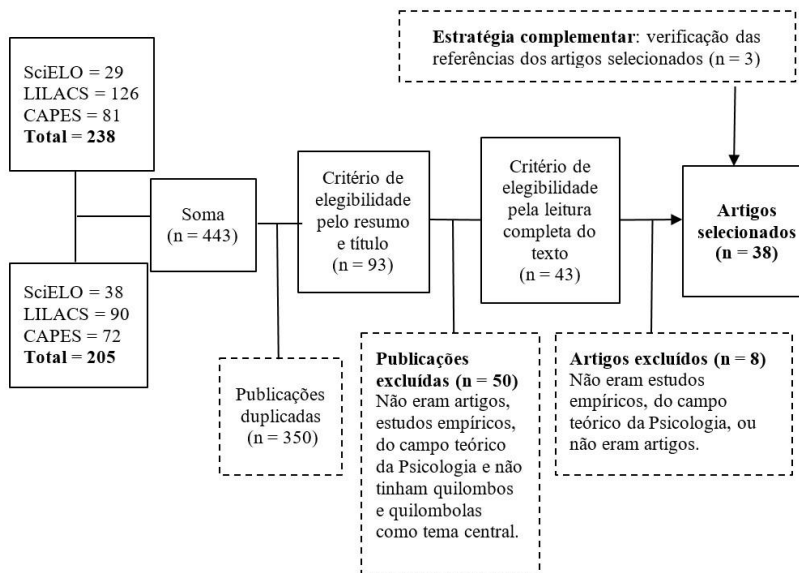 Estratégia complementar: verificação das
referências dos artigos selecionados (n = 3)
SciELO = 29
LILACS = 126
CAPES = 81
Total = 238
Soma
(n = 443)
Critério de
elegibilidade
pelo resumo
e título
(n = 93)
Critério de
elegibilidade
pela leitura
completa do
texto
(n = 43)
Artigos
selecionados
(n = 38)
SciELO = 38
LILACS = 90
CAPES = 72
Total = 205
Publicações
duplicadas
(n = 350)
Publicações
excluídas (n = 50)
Não eram artigos,
estudos empíricos,
do campo teórico
da Psicologia e não
tinham quilombos
e quilombolas
como tema central.
Artigos excluídos (n = 8)
Não eram estudos
empíricos, do campo
teórico da Psicologia, ou
não eram artigos.